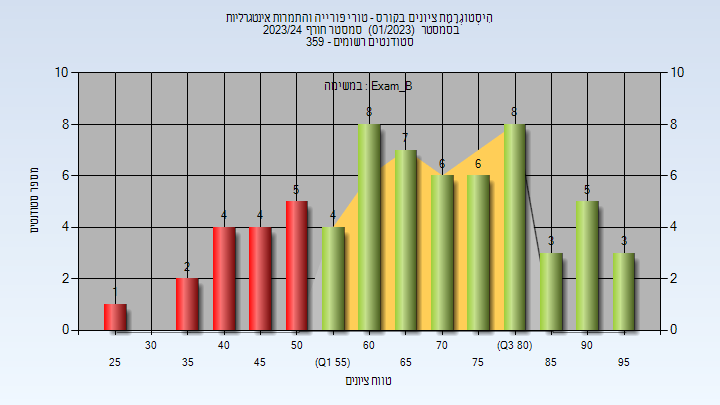 היסטוגרמת ציונים בקורס - טורי פורייה והתמרות אינטגרליות
בסמסטר (01/2023) סמסטר חורף 2023/24
סטודנטים רשומים - 359
במשימה : Exam_B
מספר סטודנטים
10 10
8 8
6 6
4 4
2 2
0 0
1 2 4 4 5 4 8 7 6 6 8 3 5 3
30 40 50 60 70 (Q3 80) 90
25 35 45 (Q1 55) 65 75 85 95
טווח ציונים